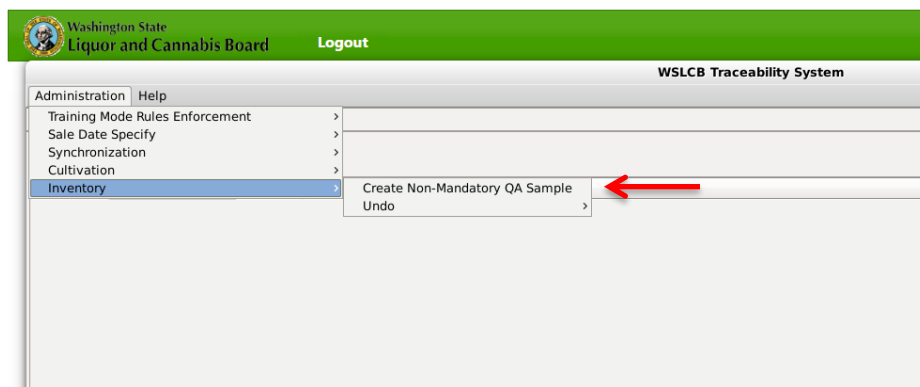 Washington State
Liquor and Cannabis Board
Logout
WSLCB Traceability System
Administration Help
Training Mode Rules Enforcement >
Sale Date Specify >
Synchronization >
Cultivation >
Inventory >
Create Non-Mandatory QA Sample
Undo >